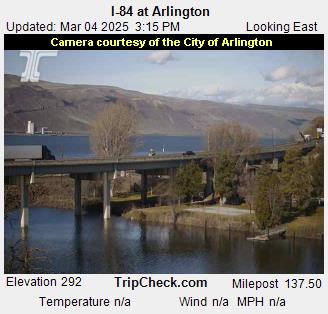 I-84 at Arlington
Updated: Mar 04 2025 3:15 PM Looking East
Camera courtesy of the City of Arlington
Elevation 292 TripCheck.com Milepost 137.50
Temperature n/a Wind n/a MPH n/a